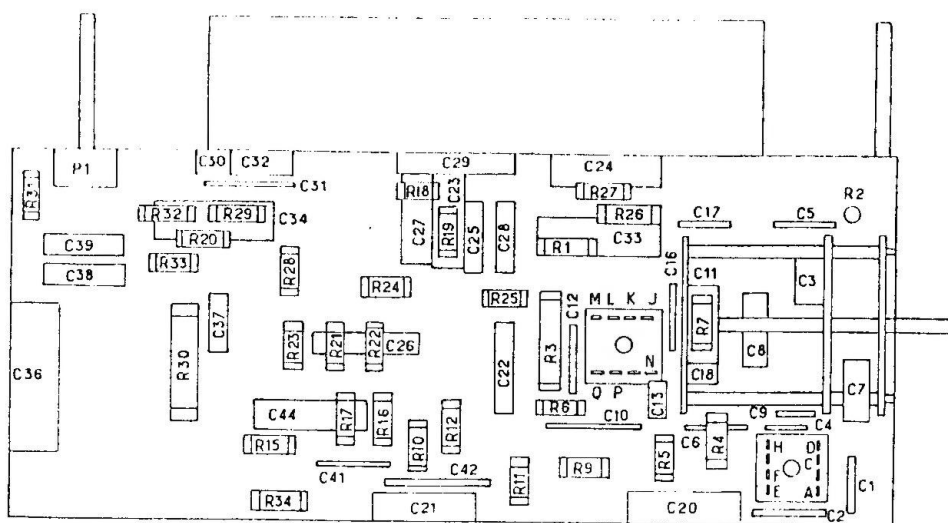 P1 C30 C32 C29 C24
R31 C31 R18 C23 R27 R2
R32 R29 C34 R26 C17 C5
C39 R20 C27 R19 C25 C28 R1 C33
C38 R33 R28 R24 C16 C11 C3
R25 C12 M L K J
C36 R30 C37 R23 R21 R22 C26 C22 R3 N R7 C8
C18 C7
Q P C13
C44 R17 R16 R12 R6 C10 C9 C4
R15 R10 C6 R4 H D
C41 C42 R11 R9 R5 F C C1
E A
R34 C21 C20 C2